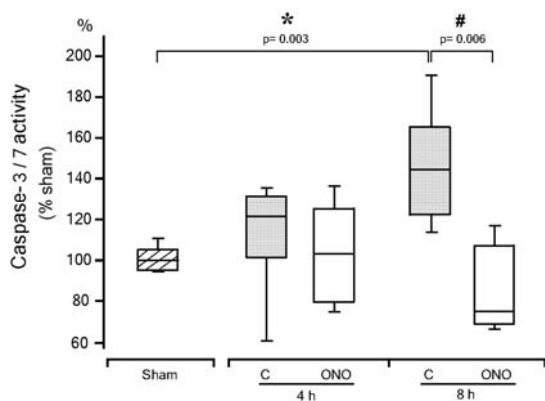 % * #
p= 0.003 p= 0.006
200
180
160
140
120
100
80
60
Caspase- 3 / 7 activity
(% sham)
Sham C ONO C ONO
4 h 8 h